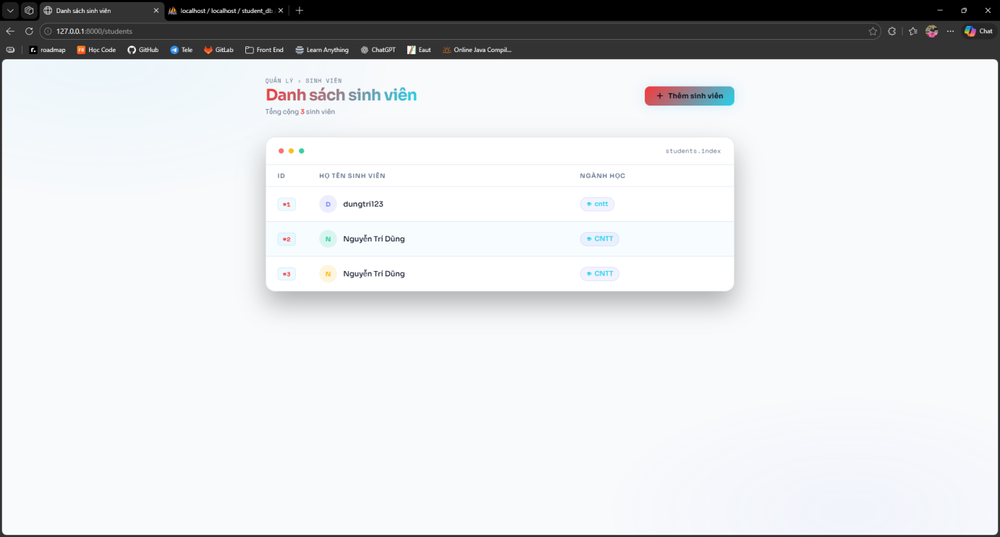 Danh sách sinh viên
localhost / localhost / student_db
127.0.0.1:8000/students
Chat
roadmap
F8 Học Code
GitHub
Tele
GitLab
Front End
Learn Anything
ChatGPT
Eaut
Online Java Compil...
QUẢN LÝ › SINH VIÊN
Danh sách sinh viên
Tổng cộng 3 sinh viên
+ Thêm sinh viên
students.index
ID HỌ TÊN SINH VIÊN NGÀNH HỌC
#1 D dungtri123 cntt
#2 N Nguyễn Trí Dũng CNTT
#3 N Nguyễn Trí Dũng CNTT